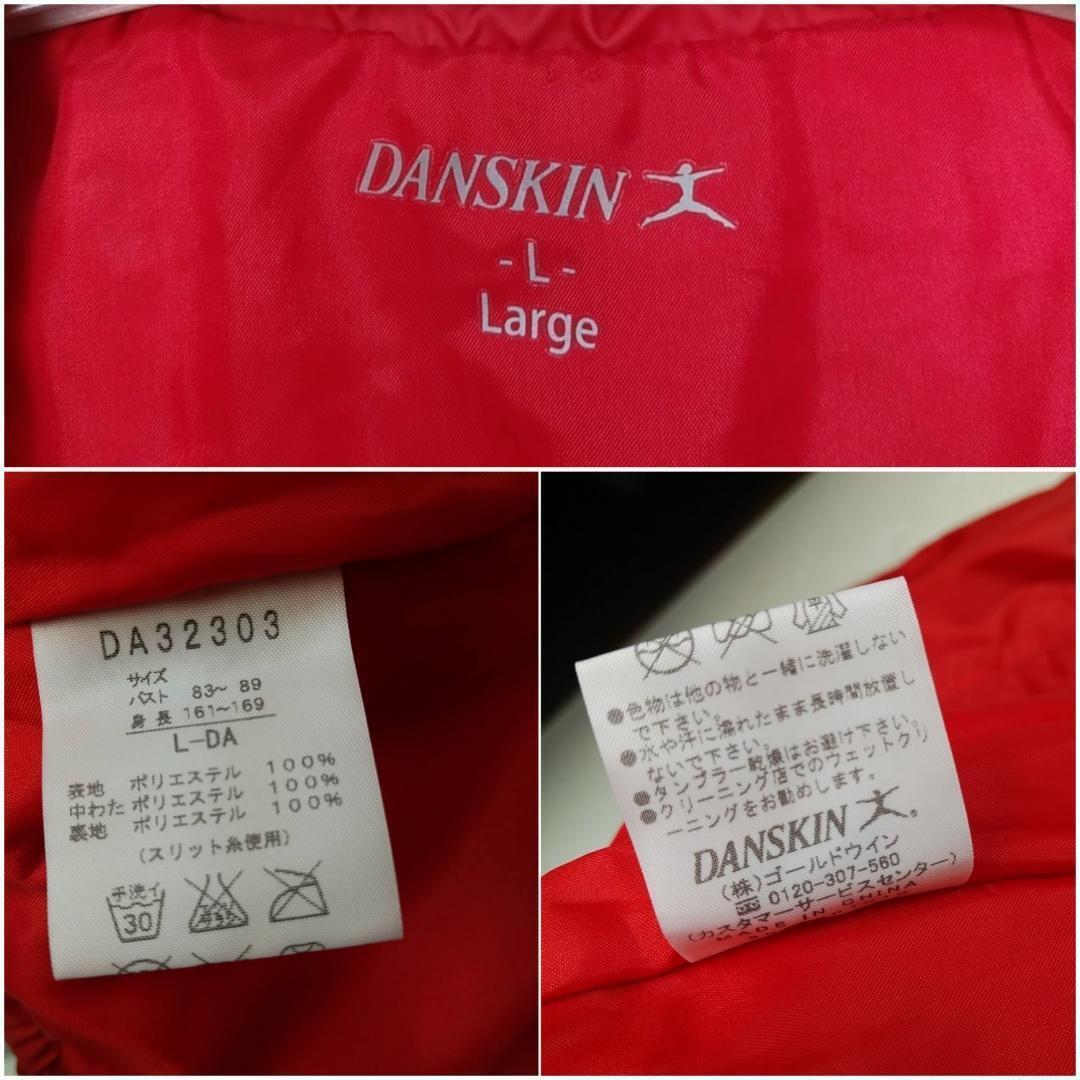 DANSKIN
- L -
Large
DA32303
サイズ
バスト 83〜 89
身長 161〜169
L-DA
表地 ポリエステル 100%
中わた ポリエステル 100%
裏地 ポリエステル 100%
(スリット糸使用)
手洗イ
30
エンソサラシ
平
●色物は他の物と一緒に洗濯しない
で下さい。
●水や汗に濡れたまま長時間放置し
ないで下さい。
●タンブラー乾燥はお避け下さい。
●クリーニング店でのウェットクリ
ーニングをお勧めします。
DANSKIN ®
(株)ゴールドウイン
0120-307-560
(カスタマーサービスセンター)
MADE IN CHINA